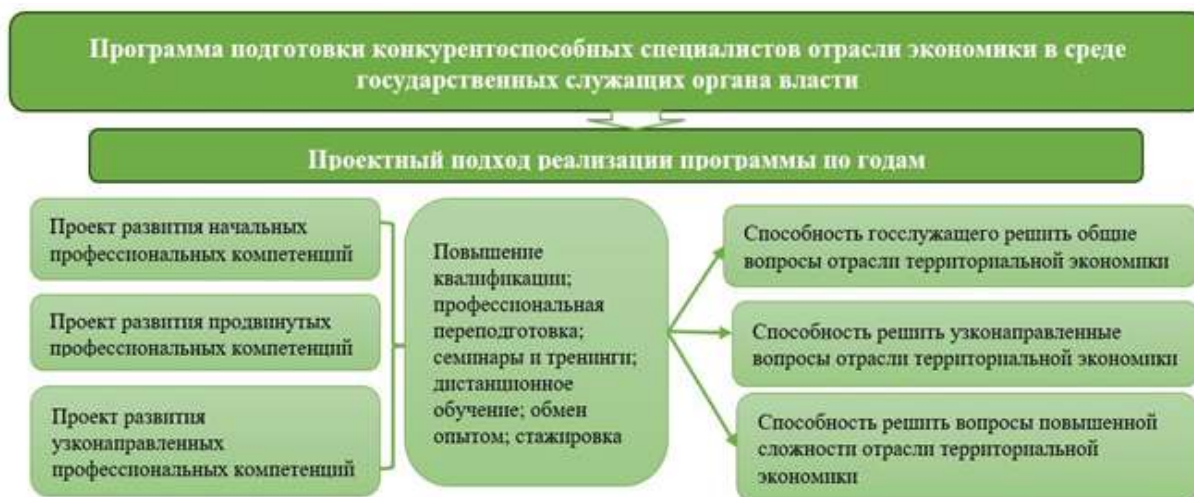 Программа подготовки конкурентоспособных специалистов отрасли экономики в среде
государственных служащих органа власти
Проектный подход реализации программы по годам
Проект развития начальных
профессиональных компетенций
Проект развития продвинутых
профессиональных компетенций
Проект развития
узконаправленных
профессиональных компетенций
Повышение
квалификации;
профессиональная
переподготовка;
семинары и тренинги;
дистанционное
обучение; обмен
опытом; стажировка
Способность госслужащего решить общие
вопросы отрасли территориальной экономики
Способность решить узконаправленные
вопросы отрасли территориальной экономики
Способность решить вопросы повышенной
сложности отрасли территориальной
экономики